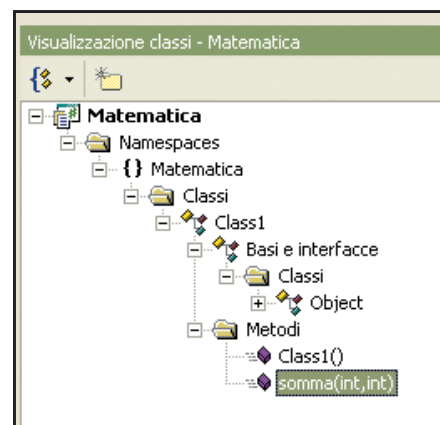 Visualizzazione classi - Matematica
Matematica
Namespaces
{} Matematica
Classi
Class1
Basi e interfacce
Classi
Object
Metodi
Class1()
somma(int,int)